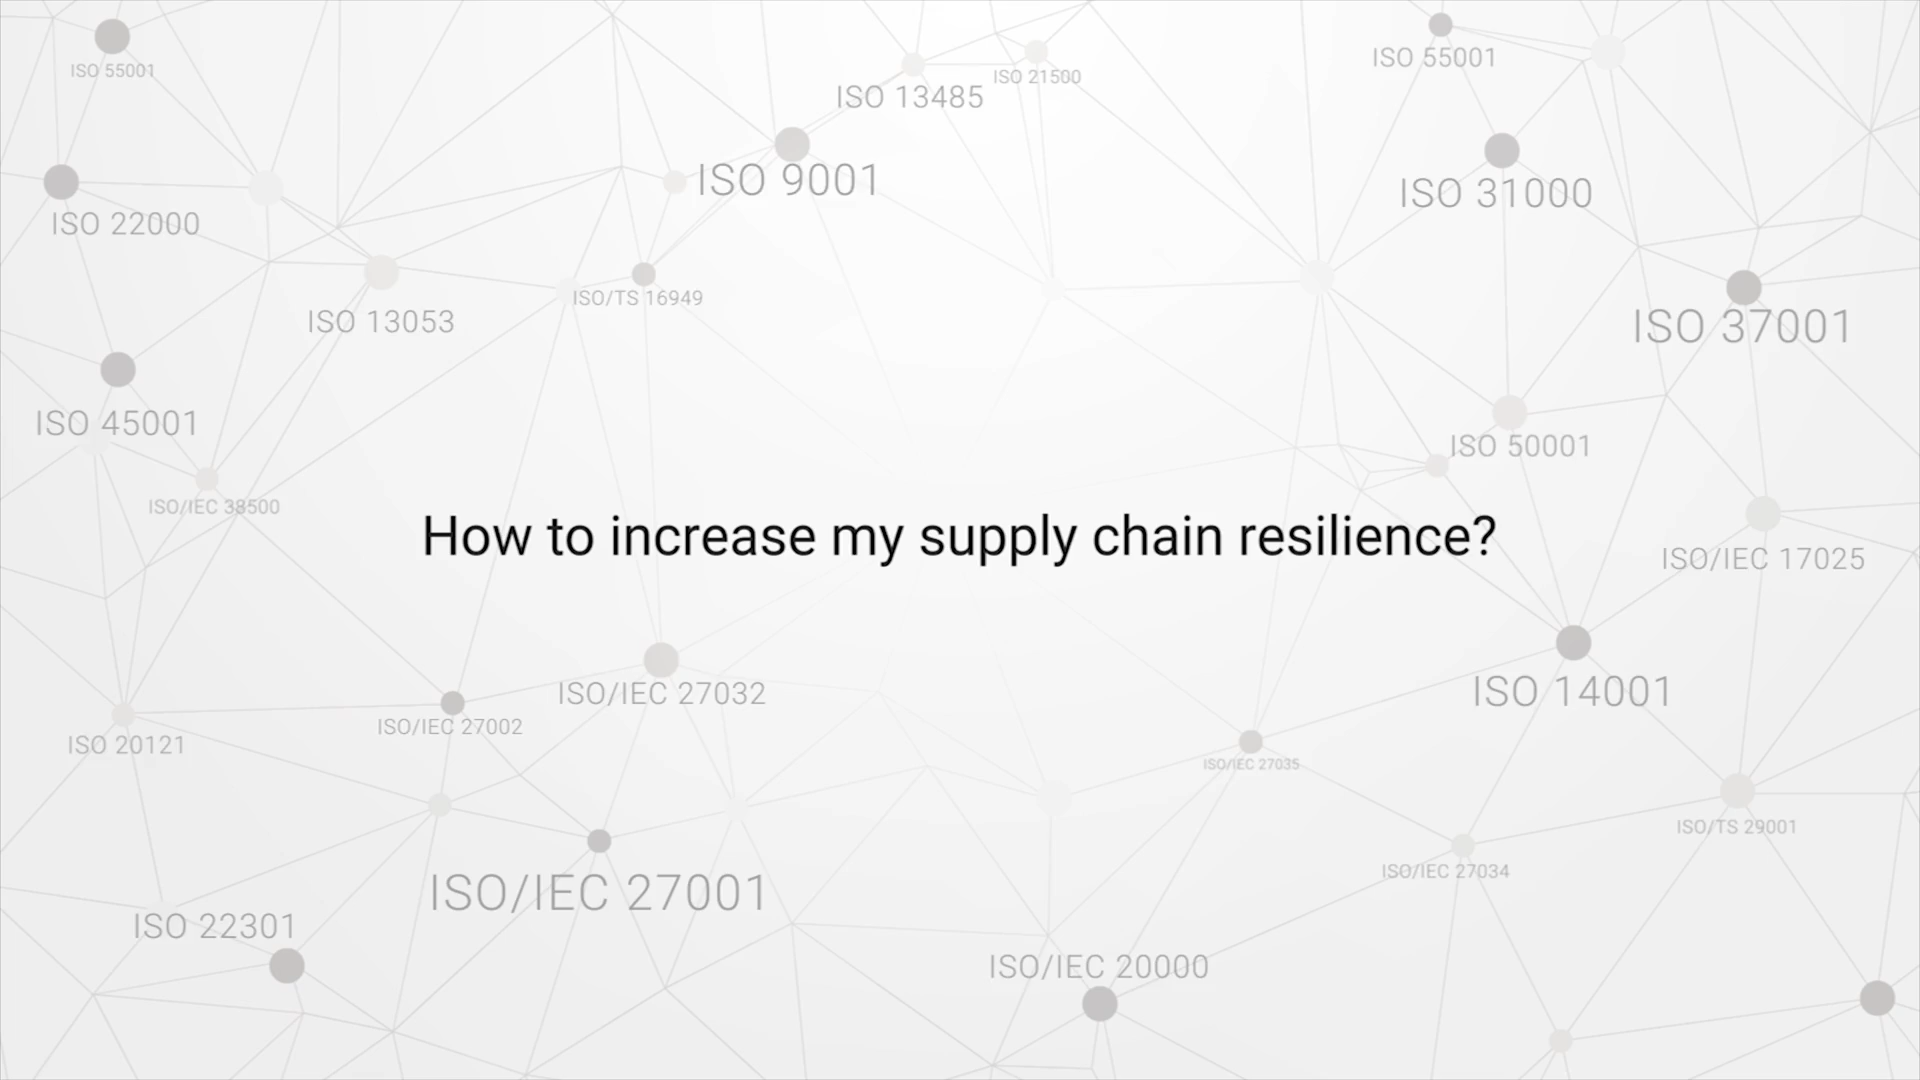 ISO 55001
ISO 55001
ISO 21500
ISO 13485
ISO 9001
ISO 31000
ISO 22000
ISO/TS 16949
ISO 13053
ISO 37001
ISO 45001
ISO 50001
ISO/IEC 38500
How to increase my supply chain resilience?
ISO/IEC 17025
ISO/IEC 27032
ISO 14001
ISO/IEC 27002
ISO 20121
ISO/IEC 27035
ISO/TS 29001
ISO/IEC 27034
ISO/IEC 27001
ISO 22301
ISO/IEC 20000